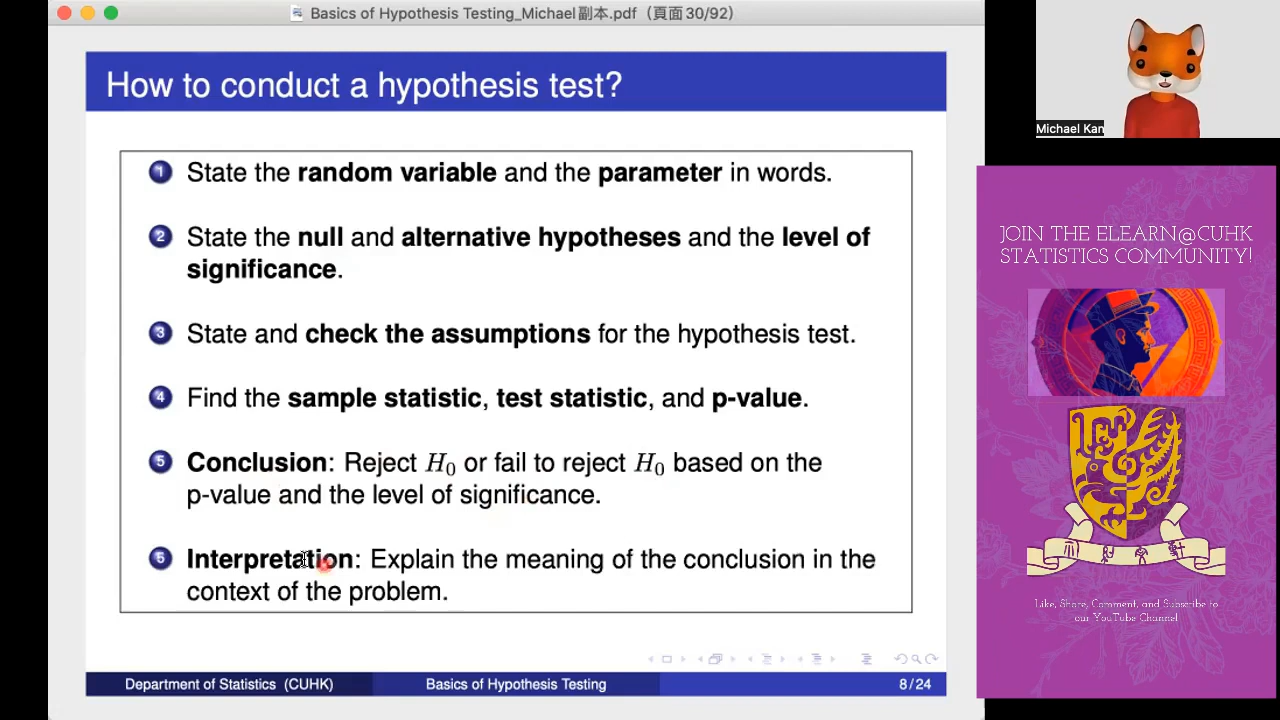 Basics of Hypothesis Testing_Michael副本.pdf（頁面30/92）
How to conduct a hypothesis test?
1 State the random variable and the parameter in words.
2 State the null and alternative hypotheses and the level of
significance.
3 State and check the assumptions for the hypothesis test.
4 Find the sample statistic, test statistic, and p-value.
5 Conclusion: Reject H₀ or fail to reject H₀ based on the
p-value and the level of significance.
6 Interpretation: Explain the meaning of the conclusion in the
context of the problem.
Department of Statistics (CUHK)
Basics of Hypothesis Testing
8/24
Michael Kan
JOIN THE ELEARN@CUHK
STATISTICS COMMUNITY!
Like, Share, Comment, and Subscribe to
our YouTube Channel